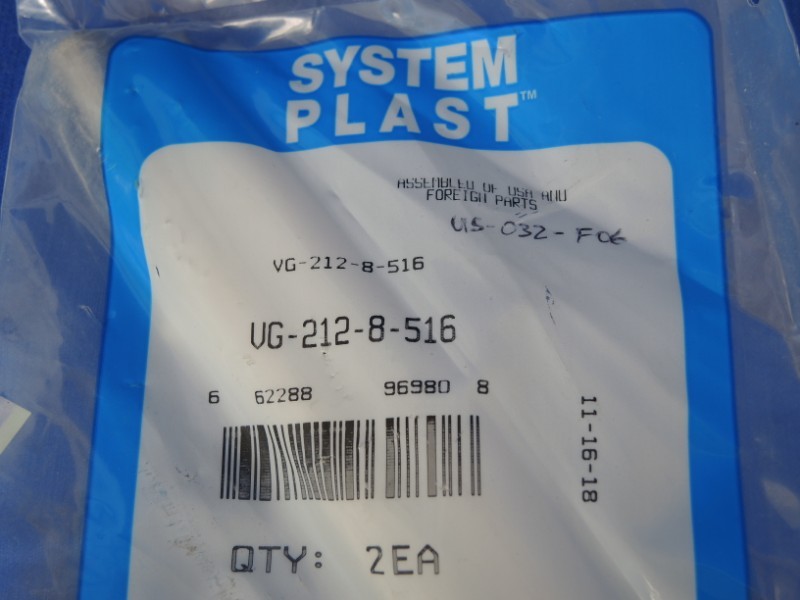 SYSTEM
PLAST™
ASSEMBLED OF USA AND
FOREIGN PARTS
US-032-F06
VG-212-8-516
VG-212-8-516
6 62288 96980 8
11-16-18
QTY: 2EA